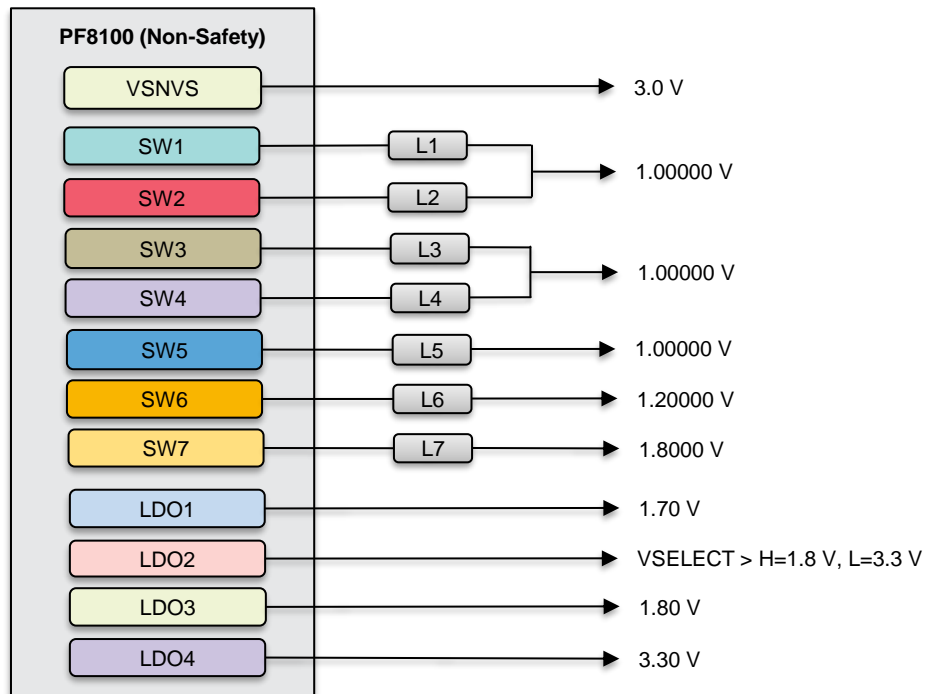 PF8100 (Non-Safety)
VSNVS
3.0 V
SW1
L1
1.00000 V
SW2
L2
SW3
L3
1.00000 V
SW4
L4
SW5
L5
1.00000 V
SW6
L6
1.20000 V
SW7
L7
1.8000 V
LDO1
1.70 V
LDO2
VSELECT > H=1.8 V, L=3.3 V
LDO3
1.80 V
LDO4
3.30 V